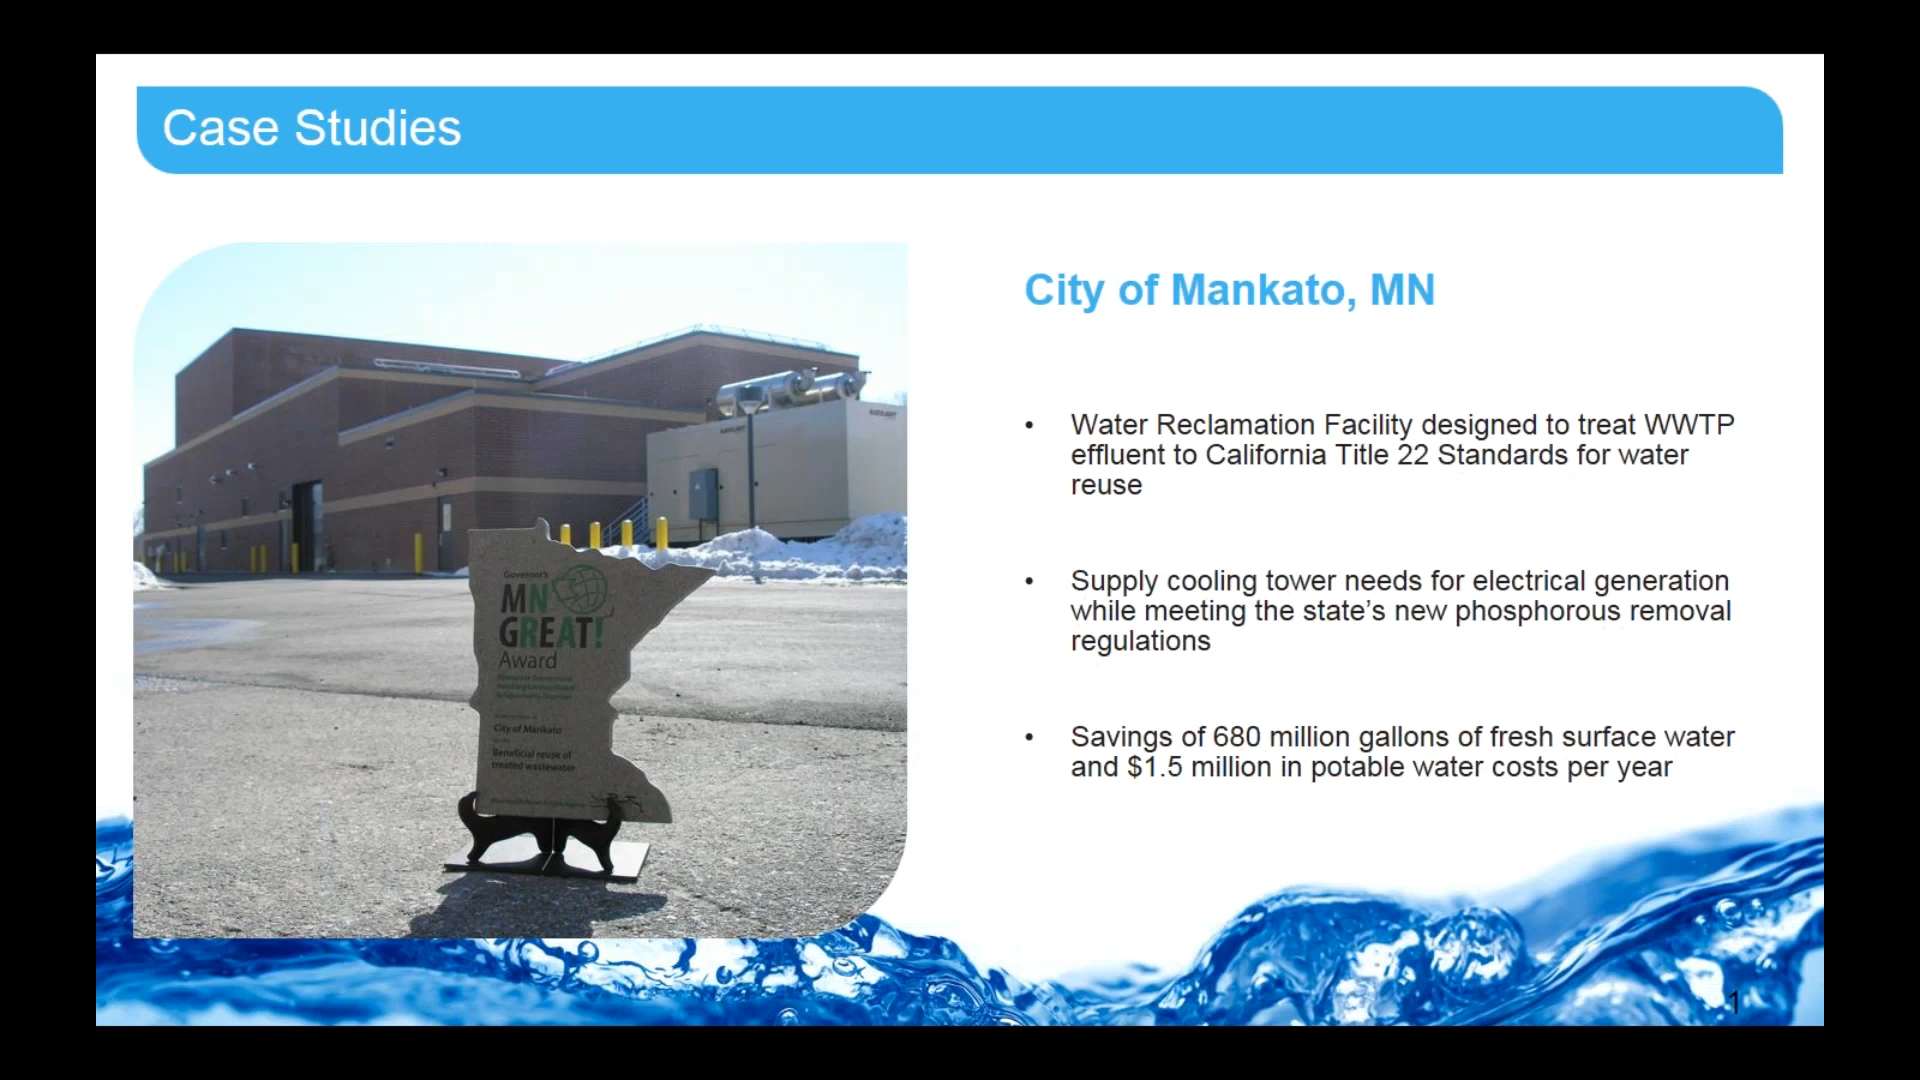 Case Studies
City of Mankato, MN
• Water Reclamation Facility designed to treat WWTP
effluent to California Title 22 Standards for water
reuse
• Supply cooling tower needs for electrical generation
while meeting the state’s new phosphorous removal
regulations
• Savings of 680 million gallons of fresh surface water
and $1.5 million in potable water costs per year
Governor's
MN
GREAT!
Award
City of Mankato
Beneficial reuse of
treated wastewater
1